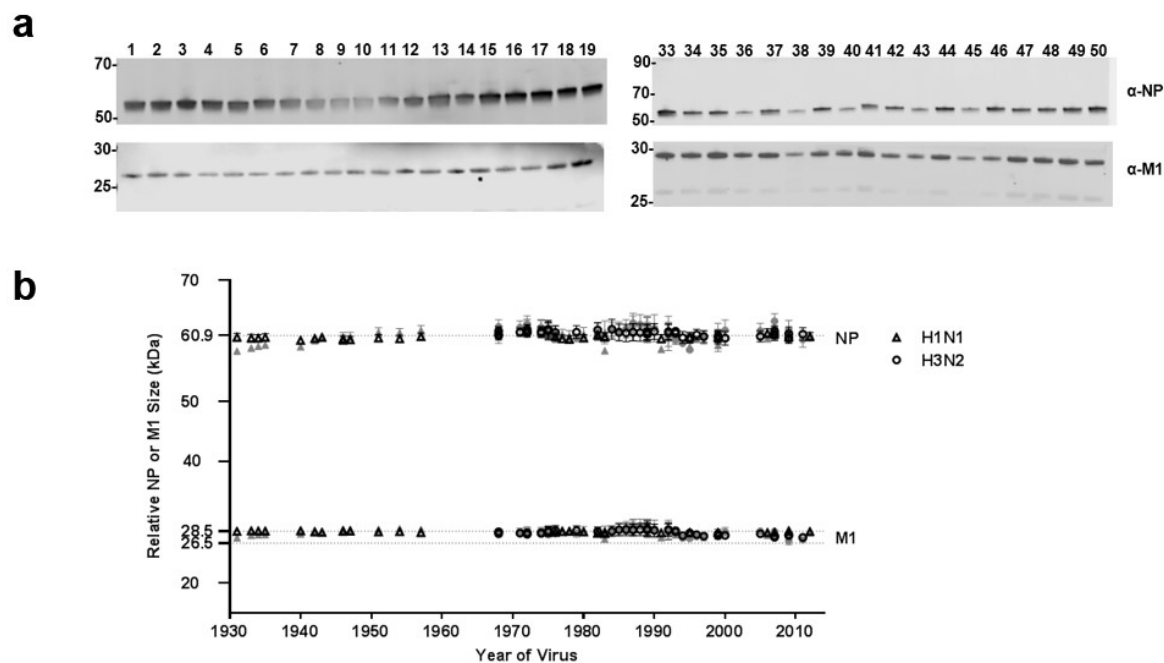 a
1 2 3 4 5 6 7 8 9 10 11 12 13 14 15 16 17 18 19
70-
50-
30-
25-
33 34 35 36 37 38 39 40 41 42 43 44 45 46 47 48 49 50
90-
70-
50-
α-NP
30-
25-
α-M1
b
Relative NP or M1 Size (kDa)
70
60.9
50
40
28.5
26.5
20
NP
M1
H1N1
H3N2
1930 1940 1950 1960 1970 1980 1990 2000 2010
Year of Virus